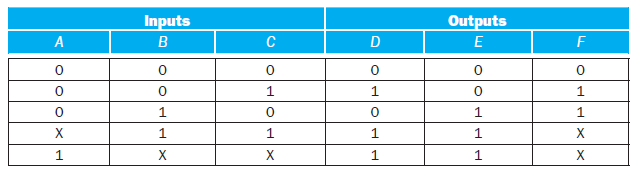 Inputs Outputs
A B C D E F
0 0 0 0 0 0
0 0 1 1 0 1
0 1 0 0 1 1
X 1 1 1 1 X
1 X X 1 1 X